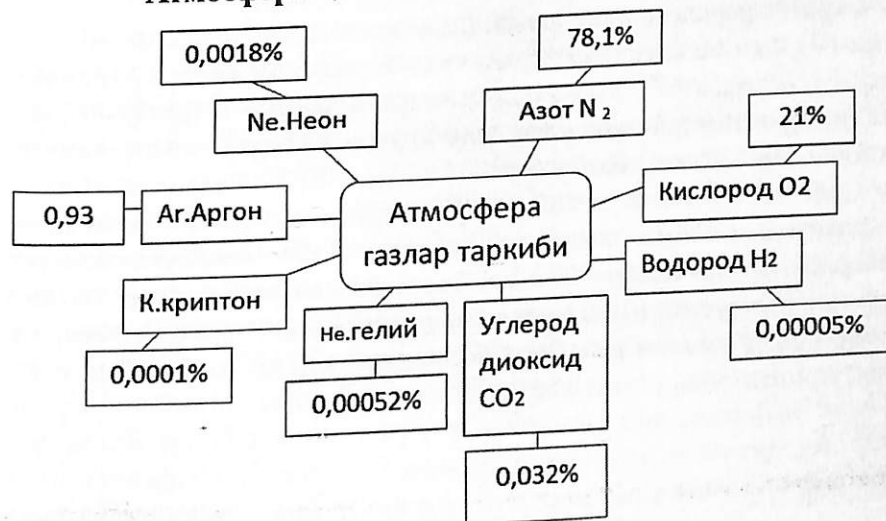 0,0018%
78,1%
Ne.Неон
Азот N 2
21%
0,93
Ar.Аргон
Атмосфера
газлар таркиби
Кислород O2
Водород H2
К.криптон
не.гелий
Углерод
диоксид
CO2
0,00005%
0,0001%
0,00052%
0,032%